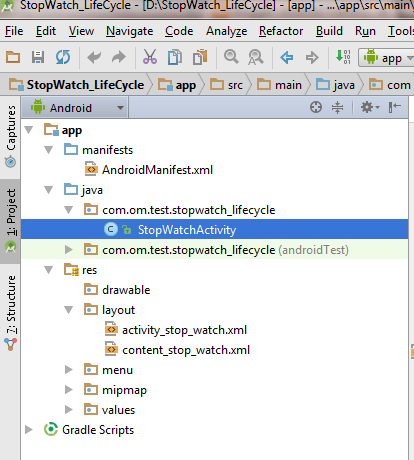 StopWatch_LifeCycle - [D:\StopWatch_LifeCycle] - [app] - ...\app\src\main\
File Edit View Navigate Code Analyze Refactor Build Run Tools
app
StopWatch_LifeCycle app src main java com
Android
Captures
1: Project
7: Structure
app
manifests
AndroidManifest.xml
java
com.om.test.stopwatch_lifecycle
StopWatchActivity
com.om.test.stopwatch_lifecycle (androidTest)
res
drawable
layout
activity_stop_watch.xml
content_stop_watch.xml
menu
mipmap
values
Gradle Scripts